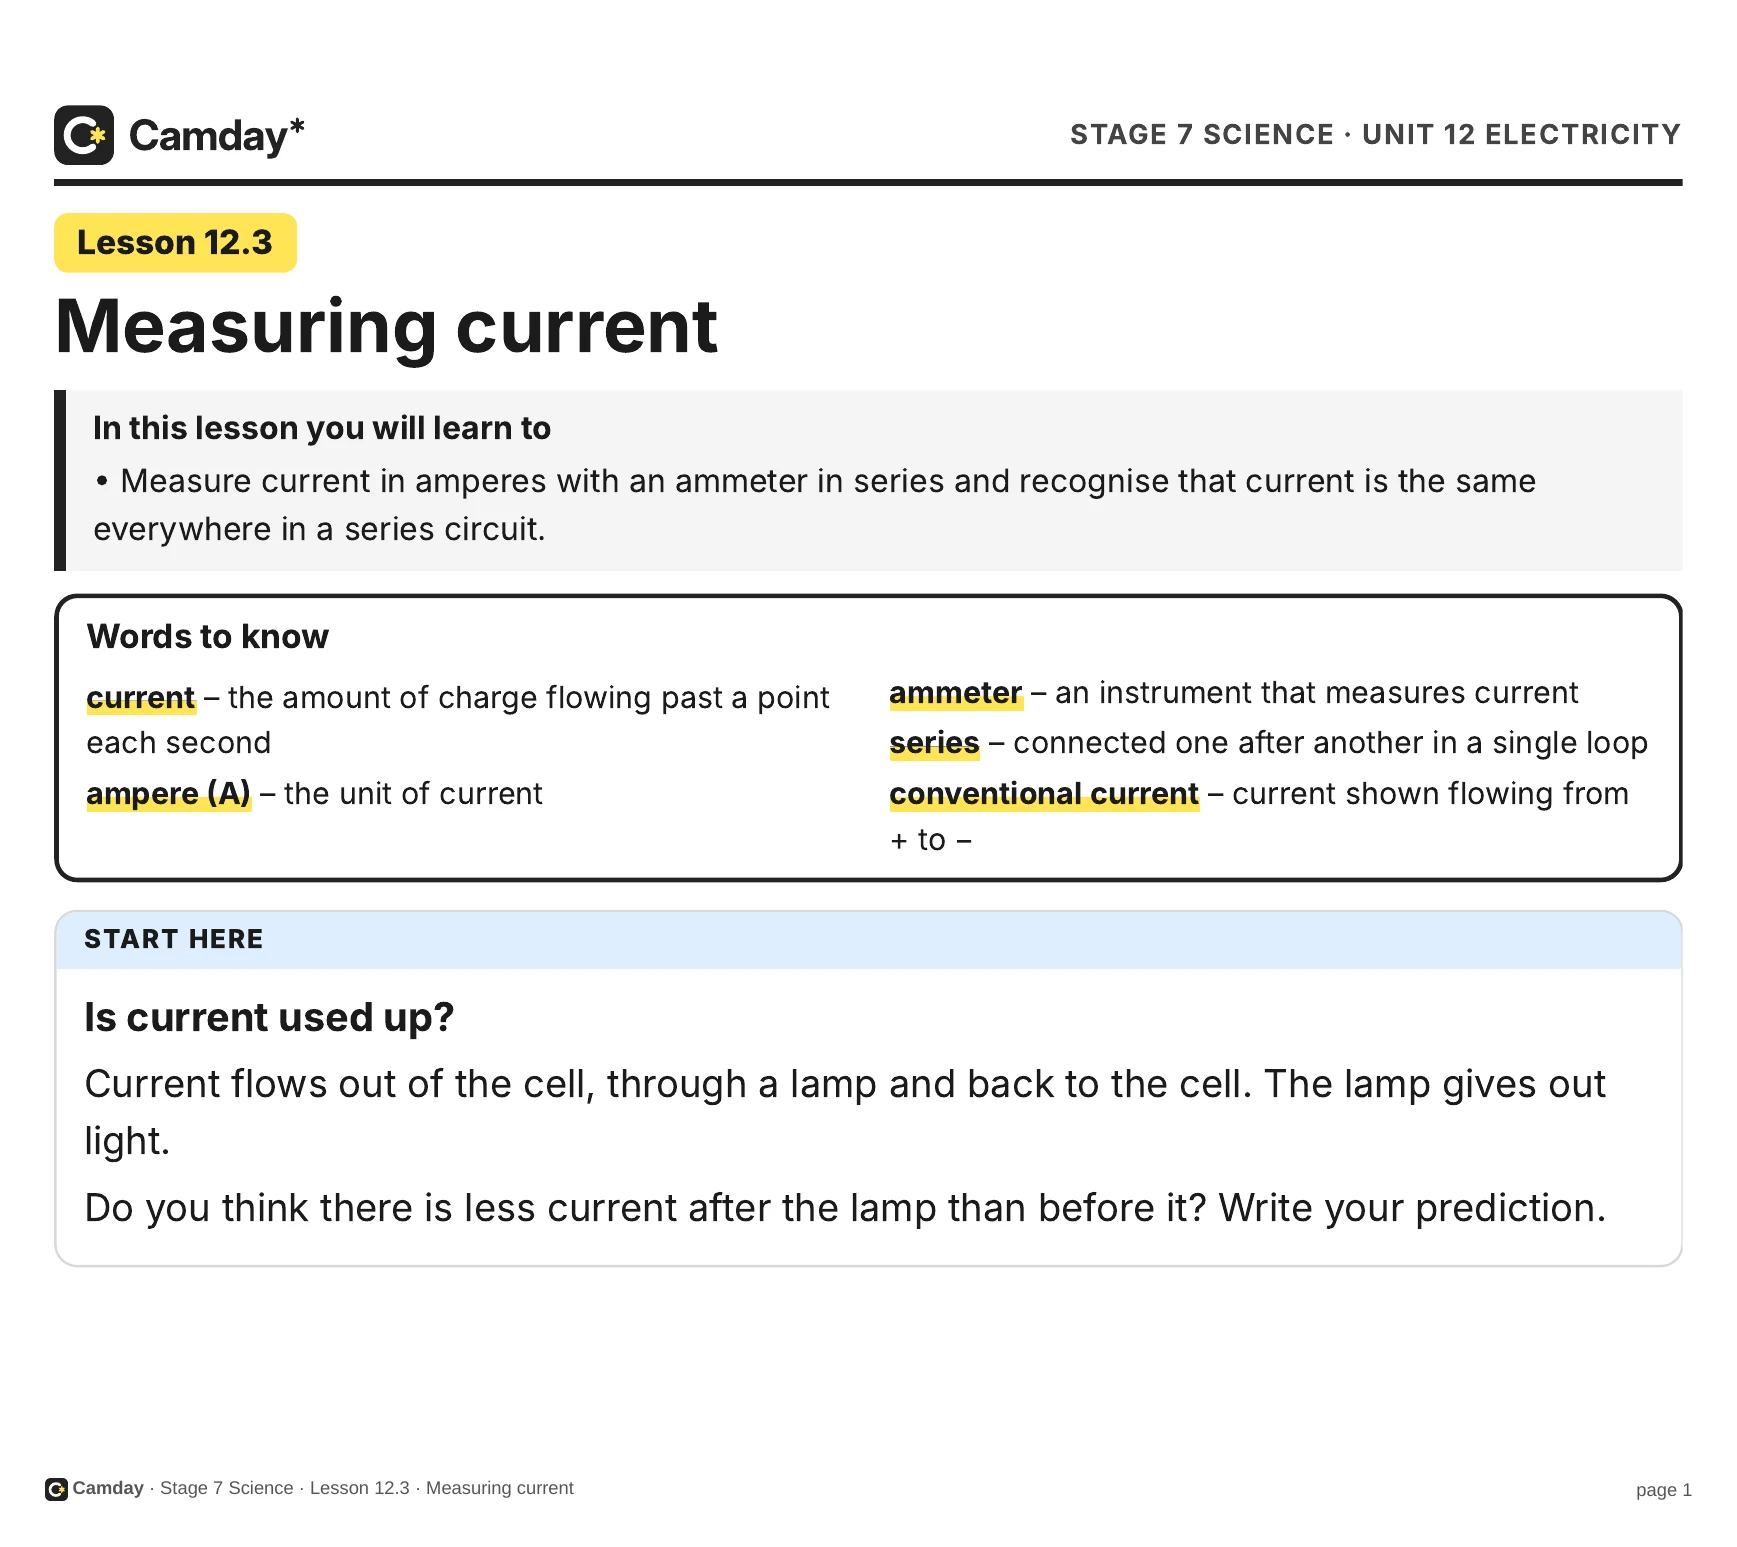 Camday*
STAGE 7 SCIENCE · UNIT 12 ELECTRICITY
Lesson 12.3
Measuring current
In this lesson you will learn to
• Measure current in amperes with an ammeter in series and recognise that current is the same
everywhere in a series circuit.
Words to know
current – the amount of charge flowing past a point
each second
ampere (A) – the unit of current
ammeter – an instrument that measures current
series – connected one after another in a single loop
conventional current – current shown flowing from
+ to –
START HERE
Is current used up?
Current flows out of the cell, through a lamp and back to the cell. The lamp gives out
light.
Do you think there is less current after the lamp than before it? Write your prediction.
Camday · Stage 7 Science · Lesson 12.3 · Measuring current
page 1